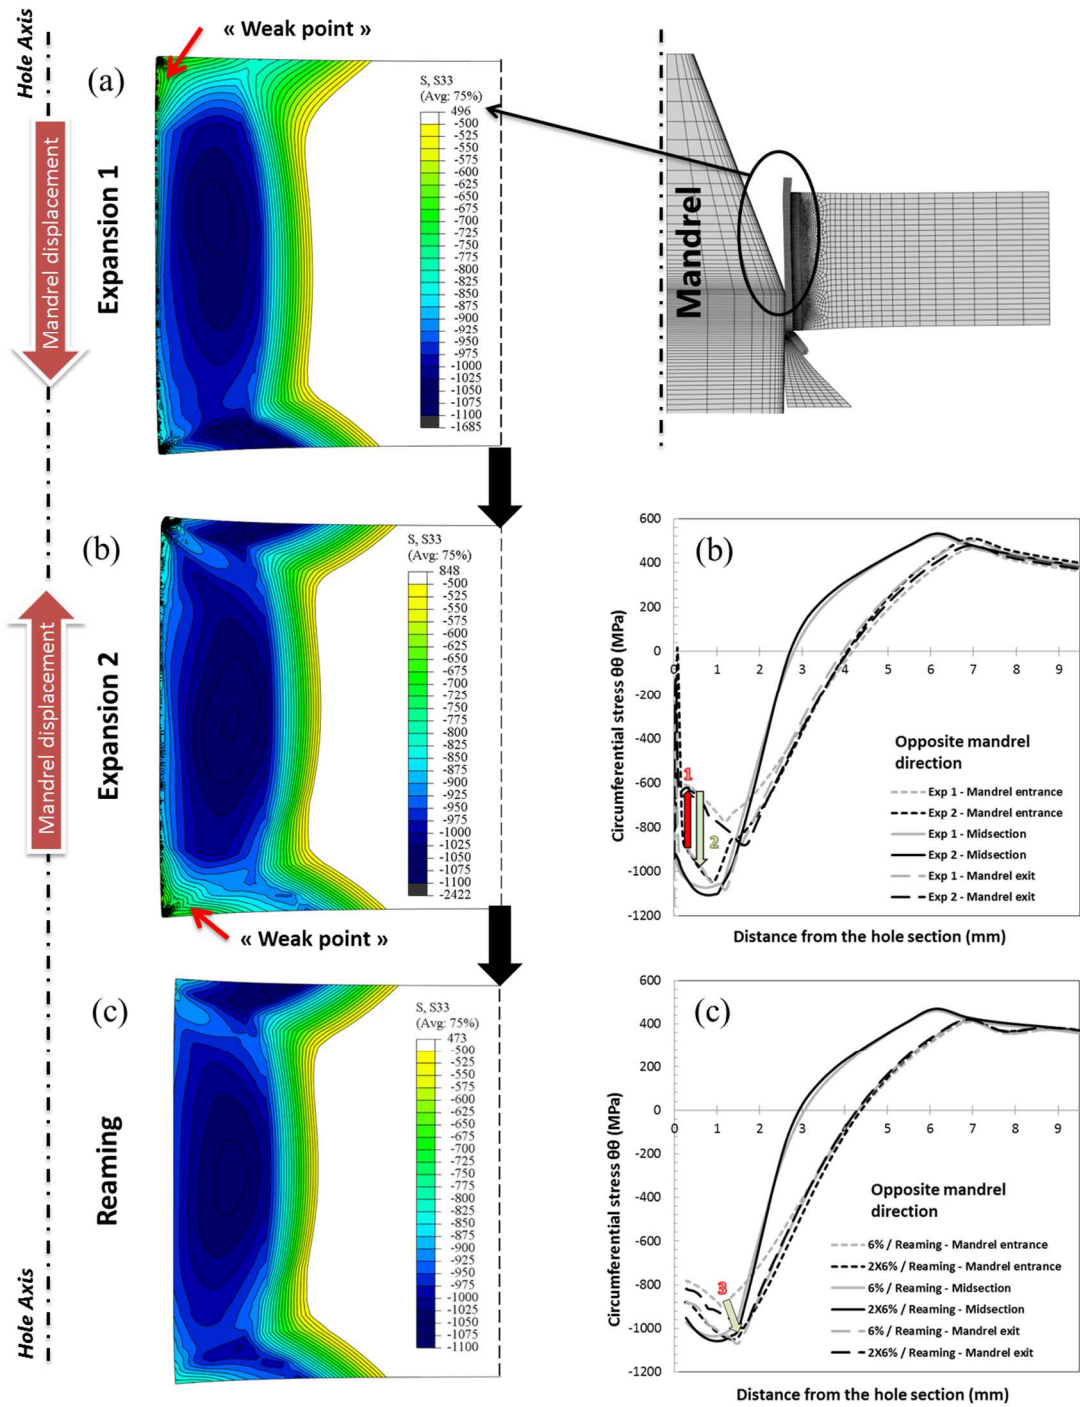 Hole Axis
« Weak point »
(a)
Mandrel displacement
Expansion 1
S, S33
(Avg: 75%)
496
-500
-525
-550
-575
-600
-625
-650
-675
-700
-725
-750
-775
-800
-825
-850
-875
-900
-925
-950
-975
-1000
-1025
-1050
-1075
-1100
-1685
Mandrel
(b)
Mandrel displacement
Expansion 2
S, S33
(Avg: 75%)
848
-500
-525
-550
-575
-600
-625
-650
-675
-700
-725
-750
-775
-800
-825
-850
-875
-900
-925
-950
-975
-1000
-1025
-1050
-1075
-1100
-2422
« Weak point »
(b)
Circumferential stress θθ (MPa)
600
400
200
0
-200
-400
-600
-800
-1000
-1200
0 1 2 3 4 5 6 7 8 9
1
2
Opposite mandrel
direction
Exp 1 - Mandrel entrance
Exp 2 - Mandrel entrance
Exp 1 - Midsection
Exp 2 - Midsection
Exp 1 - Mandrel exit
Exp 2 - Mandrel exit
Distance from the hole section (mm)
(c)
Reaming
Hole Axis
S, S33
(Avg: 75%)
473
-500
-525
-550
-575
-600
-625
-650
-675
-700
-725
-750
-775
-800
-825
-850
-875
-900
-925
-950
-975
-1000
-1025
-1050
-1075
-1100
(c)
Circumferential stress θθ (MPa)
600
400
200
0
-200
-400
-600
-800
-1000
-1200
0 1 2 3 4 5 6 7 8 9
3
Opposite mandrel
direction
6% / Reaming - Mandrel entrance
2X6% / Reaming - Mandrel entrance
6% / Reaming - Midsection
2X6% / Reaming - Midsection
6% / Reaming - Mandrel exit
2X6% / Reaming - Mandrel exit
Distance from the hole section (mm)